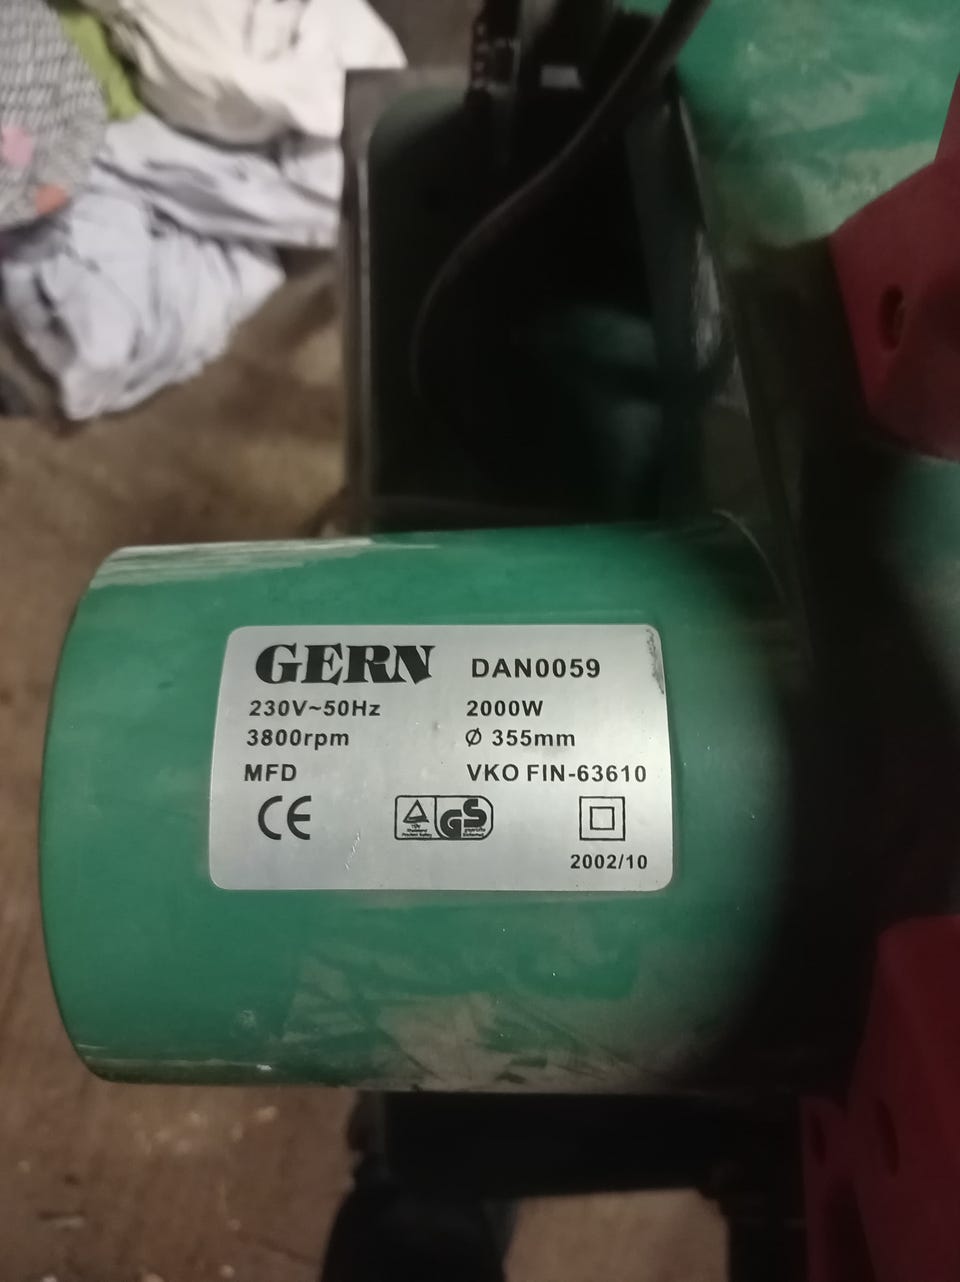 GERN DAN0059
230V~50Hz 2000W
3800rpm Ø 355mm
MFD VKO FIN-63610
CE GS
2002/10